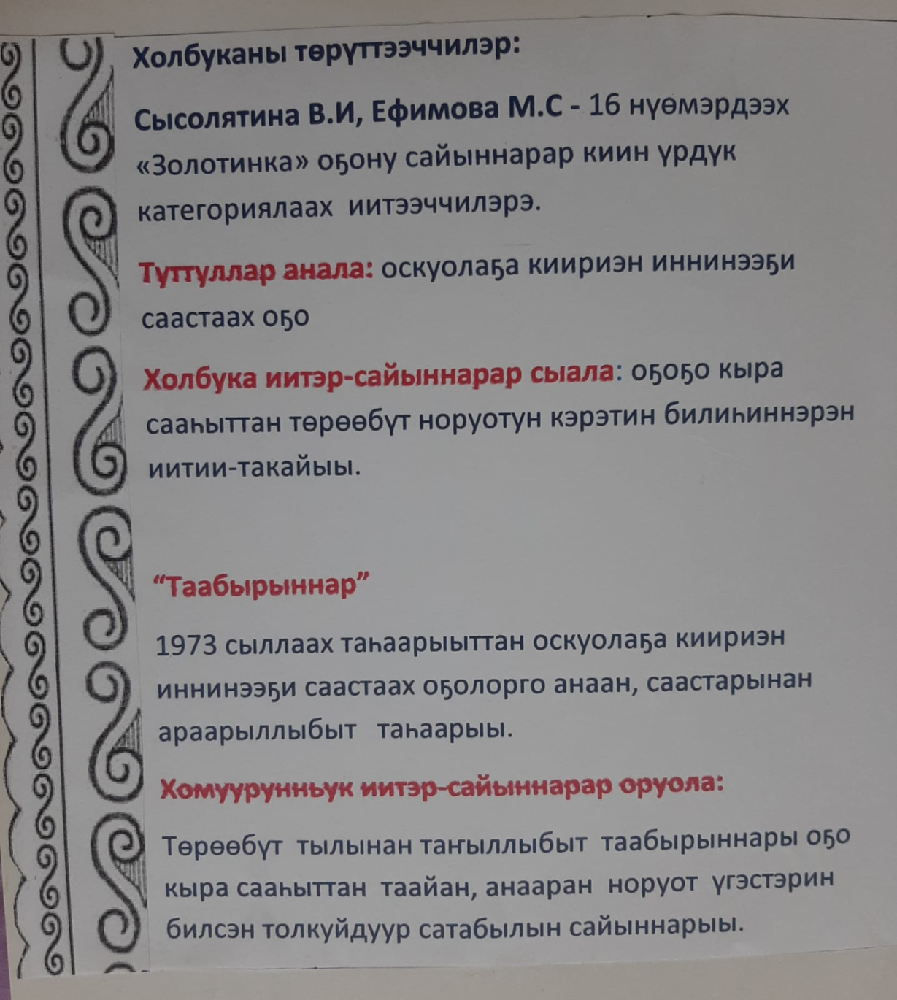 Холбуканы төрүттээччилэр:
Сысолятина В.И, Ефимова М.С - 16 нүөмэрдээх
«Золотинка» оҕону сайыннарар киин үрдүк
категориялаах иитээччилэрэ.
Туттуллар анала: оскуолаҕа киириэн иннинээҕи
саастаах оҕо
Холбука иитэр-сайыннарар сыала: оҕоҕо кыра
сааһыттан төрөөбүт норуотун кэрэтин билиһиннэрэн
иитии-такайыы.
“Таабырыннар”
1973 сыллаах таһаарыыттан оскуолаҕа киириэн
иннинээҕи саастаах оҕолорго анаан, саастарынан
араарыллыбыт таһаарыы.
Хомуурунньук иитэр-сайыннарар оруола:
Төрөөбүт тылынан таҥыллыбыт таабырыннары оҕо
кыра сааһыттан таайан, анааран норуот үгэстэрин
билсэн толкуйдуур сатабылын сайыннарыы.